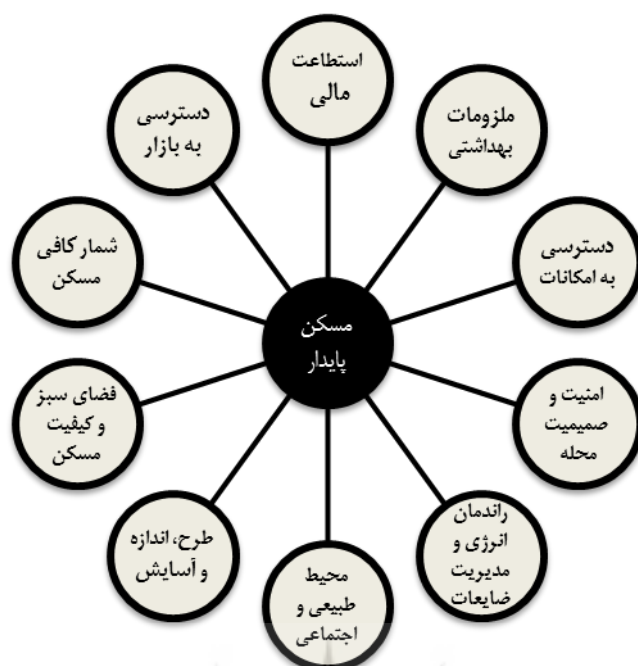 استطاعت
مالی
ملزومات
بهداشتی
دسترسی
به امکانات
امنیت و
صمیمیت
محله
راندمان
انرژی و
مدیریت
ضایعات
محیط
طبیعی و
اجتماعی
طرح، اندازه
و آسایش
فضای سبز
و کیفیت
مسکن
شمار کافی
مسکن
دسترسی
به بازار
مسکن
پایدار